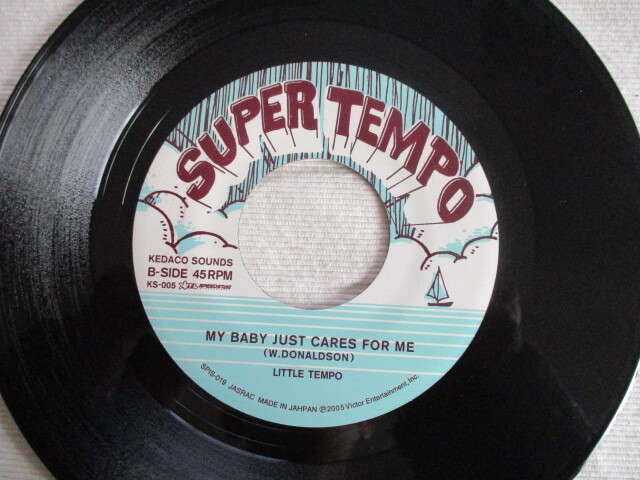 SUPER TEMPO
KEDACO SOUNDS
B-SIDE 45RPM
KS-005
MY BABY JUST CARES FOR ME
(W.DONALDSON)
LITTLE TEMPO
SPIS-019 JASRAC MADE IN JAHPAN ℗2005 Victor Entertainment, Inc.